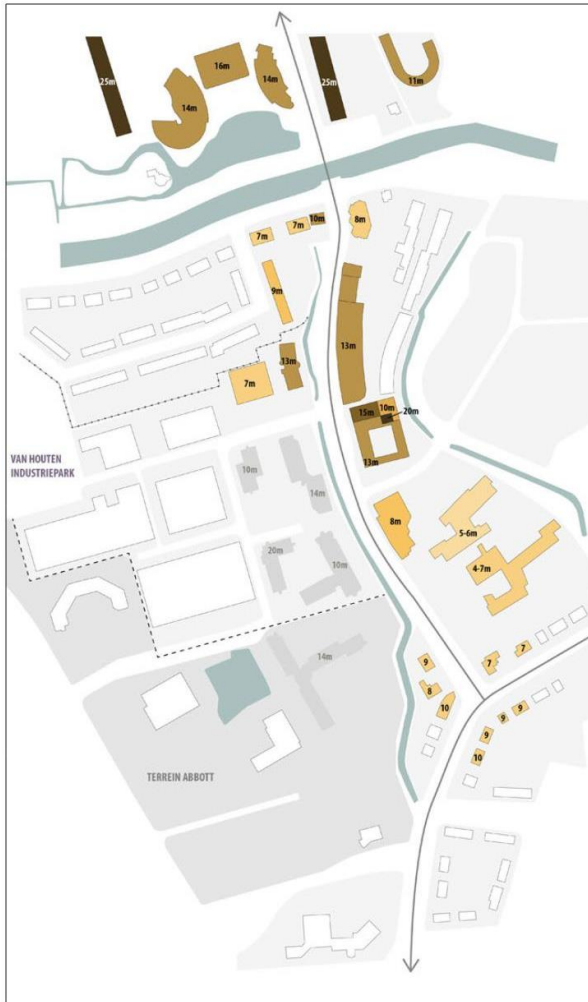 25m
16m
14m
14m
25m
11m
10m
7m
7m
8m
9m
13m
13m
7m
15m
10m
20m
13m
VAN HOUTEN
INDUSTRIEPARK
10m
14m
8m
5-6m
20m
10m
4-7m
14m
9
8
10
7
7
9
9
9
10
TERREIN ABBOTT